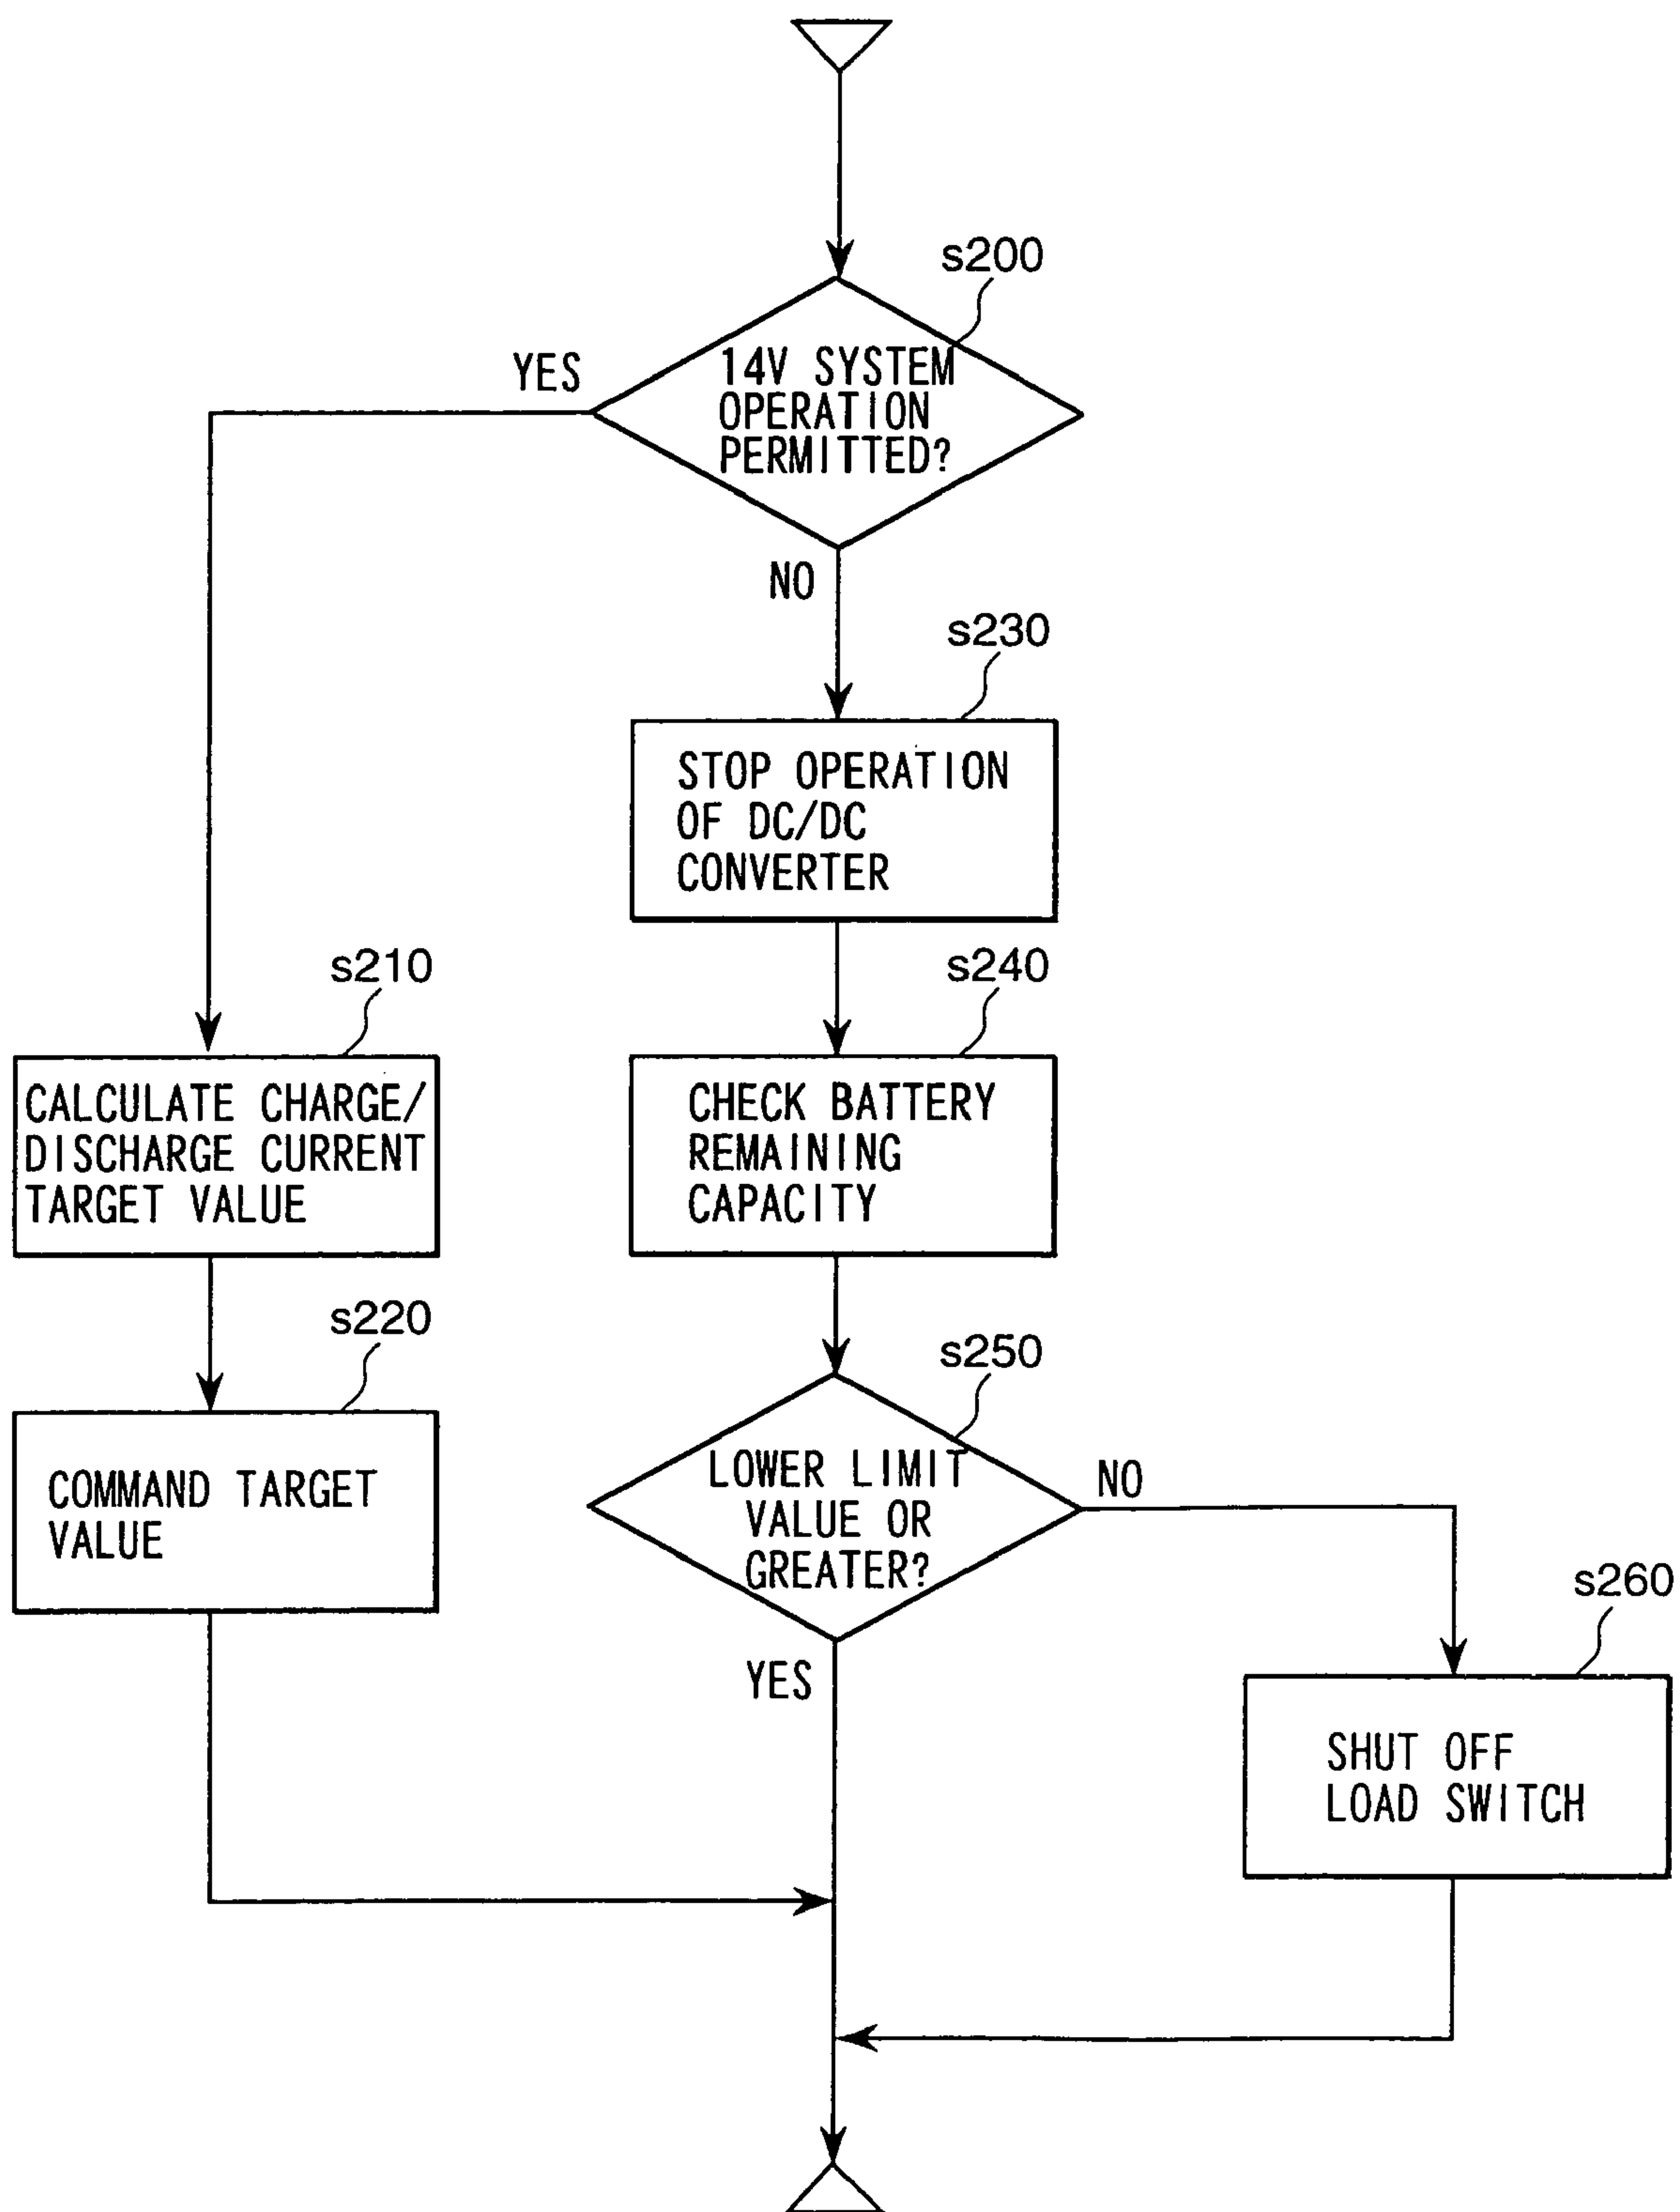 s200
YES
14V SYSTEM
OPERATION
PERMITTED?
NO
s230
STOP OPERATION
OF DC/DC
CONVERTER
s210
CALCULATE CHARGE/
DISCHARGE CURRENT
TARGET VALUE
s240
CHECK BATTERY
REMAINING
CAPACITY
s220
COMMAND TARGET
VALUE
s250
LOWER LIMIT
VALUE OR
GREATER?
NO
YES
s260
SHUT OFF
LOAD SWITCH